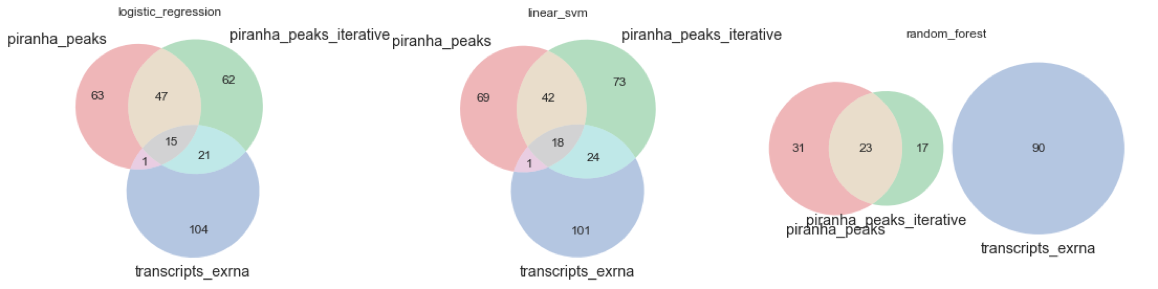 logistic_regression
piranha_peaks
piranha_peaks_iterative
63
47
62
15
1
21
104
transcripts_exrna
linear_svm
piranha_peaks
piranha_peaks_iterative
69
42
73
18
1
24
101
transcripts_exrna
random_forest
31
23
17
90
piranha_peaks_iterative
piranha_peaks
transcripts_exrna